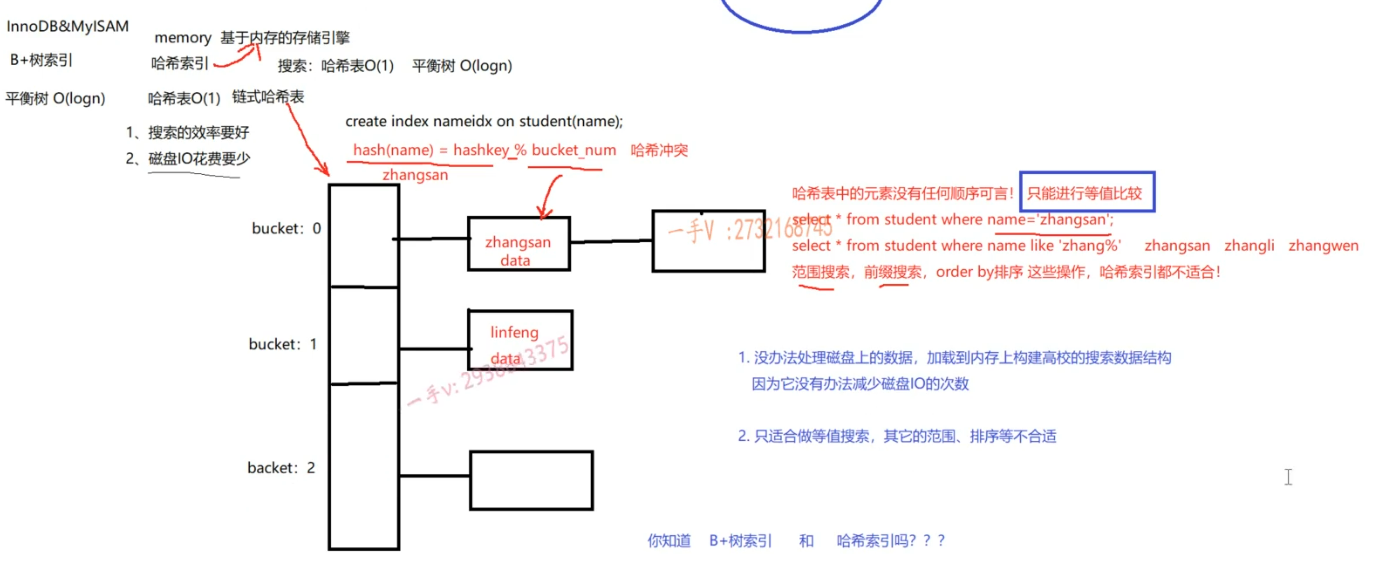 InnoDB&MyISAM
memory 基于内存的存储引擎
B+树索引 哈希索引 搜索：哈希表O(1) 平衡树 O(logn)
平衡树 O(logn) 哈希表O(1) 链式哈希表
1、搜索的效率要好
2、磁盘IO花费要少
create index nameidx on student(name);
hash(name) = hashkey % bucket_num 哈希冲突
zhangsan
bucket：0
zhangsan
data
bucket：1
linfeng
data
backet：2
哈希表中的元素没有任何顺序可言！ 只能进行等值比较
select * from student where name='zhangsan';
select * from student where name like 'zhang%' zhangsan zhangli zhangwen
范围搜索，前缀搜索，order by排序 这些操作，哈希索引都不适合！
1. 没办法处理磁盘上的数据，加载到内存上构建高校的搜索数据结构
因为它没有办法减少磁盘IO的次数
2. 只适合做等值搜索，其它的范围、排序等不合适
你知道 B+树索引 和 哈希索引吗？？？
一手V :2732168745
一手v: 2936843375